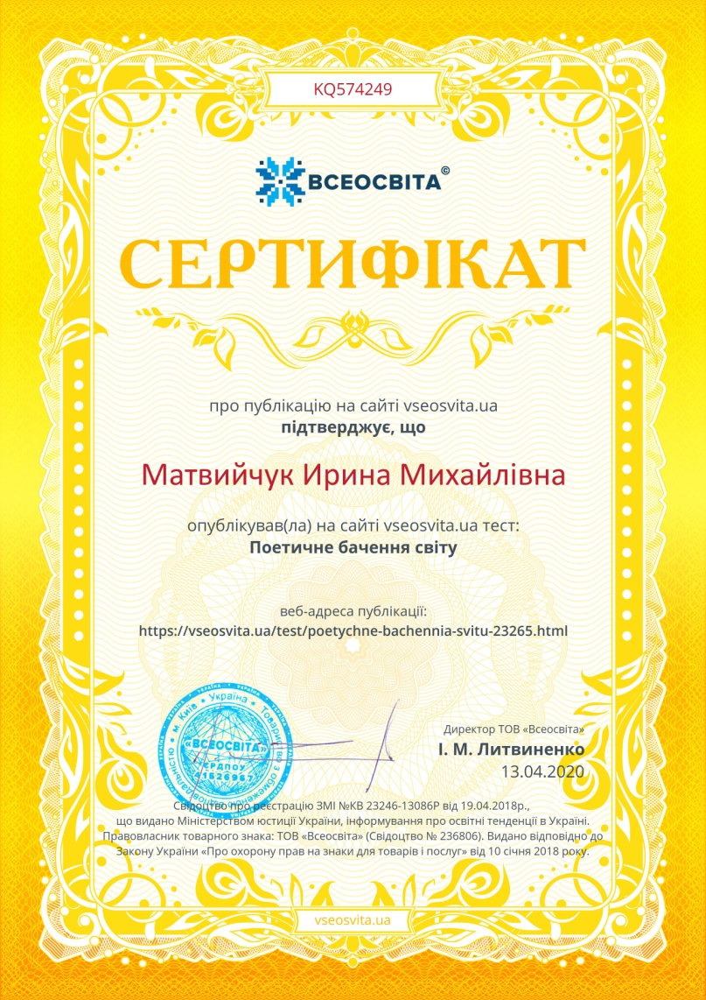 KQ574249
ВСЕОСВІТА©
СЕРТИФІКАТ
про публікацію на сайті vseosvita.ua
підтверджує, що
Матвийчук Ирина Михайлівна
опублікував(ла) на сайті vseosvita.ua тест:
Поетичне бачення світу
веб-адреса публікації:
https://vseosvita.ua/test/poetychne-bachennia-svitu-23265.html
м. Київ * Україна * Товариство з обмеженою відповідальністю
«ВСЕОСВІТА»
ЄРДПОУ
41526967
Директор ТОВ «Всеосвіта»
І. М. Литвиненко
13.04.2020
Свідоцтво про реєстрацію ЗМІ №КВ 23246-13086Р від 19.04.2018р.,
що видано Міністерством юстиції України, інформування про освітні тенденції в Україні.
Правовласник товарного знака: ТОВ «Всеосвіта» (Свідоцтво № 236806). Видано відповідно до
Закону України «Про охорону прав на знаки для товарів і послуг» від 10 січня 2018 року.
vseosvita.ua